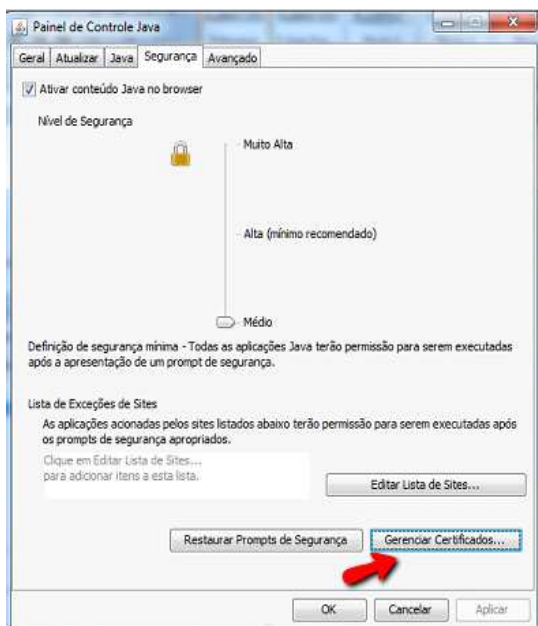 Painel de Controle Java
Geral Atualizar Java Segurança Avançado
Ativar conteúdo Java no browser
Nível de Segurança
Muito Alta
Alta (mínimo recomendado)
Médio
Definição de segurança mínima - Todas as aplicações Java terão permissão para serem executadas
após a apresentação de um prompt de segurança.
Lista de Exceções de Sites
As aplicações acionadas pelos sites listados abaixo terão permissão para serem executadas após
os prompts de segurança apropriados.
Clique em Editar Lista de Sites...
para adicionar itens a esta lista.
Editar Lista de Sites...
Restaurar Prompts de Segurança Gerenciar Certificados...
OK Cancelar Aplicar